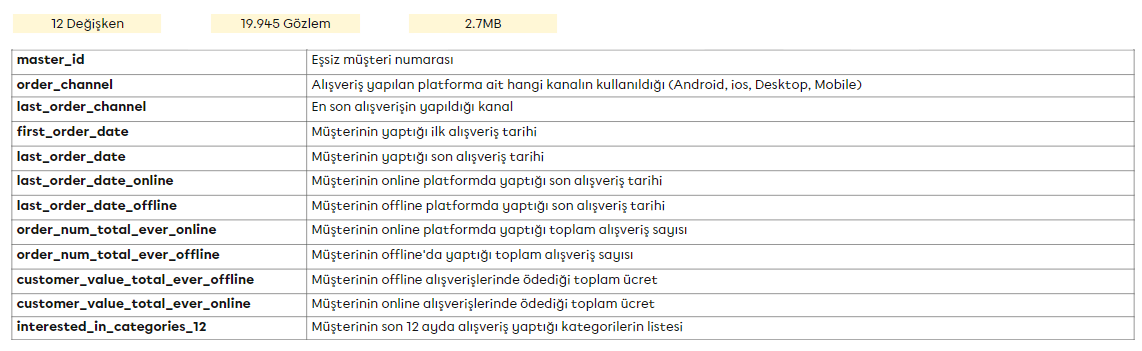 12 Değişken 19.945 Gözlem 2.7MB
master_id Eşsiz müşteri numarası
order_channel Alışveriş yapılan platforma ait hangi kanalın kullanıldığı (Android, ios, Desktop, Mobile)
last_order_channel En son alışverişin yapıldığı kanal
first_order_date Müşterinin yaptığı ilk alışveriş tarihi
last_order_date Müşterinin yaptığı son alışveriş tarihi
last_order_date_online Müşterinin online platformda yaptığı son alışveriş tarihi
last_order_date_offline Müşterinin offline platformda yaptığı son alışveriş tarihi
order_num_total_ever_online Müşterinin online platformda yaptığı toplam alışveriş sayısı
order_num_total_ever_offline Müşterinin offline'da yaptığı toplam alışveriş sayısı
customer_value_total_ever_offline Müşterinin offline alışverişlerinde ödediği toplam ücret
customer_value_total_ever_online Müşterinin online alışverişlerinde ödediği toplam ücret
interested_in_categories_12 Müşterinin son 12 ayda alışveriş yaptığı kategorilerin listesi